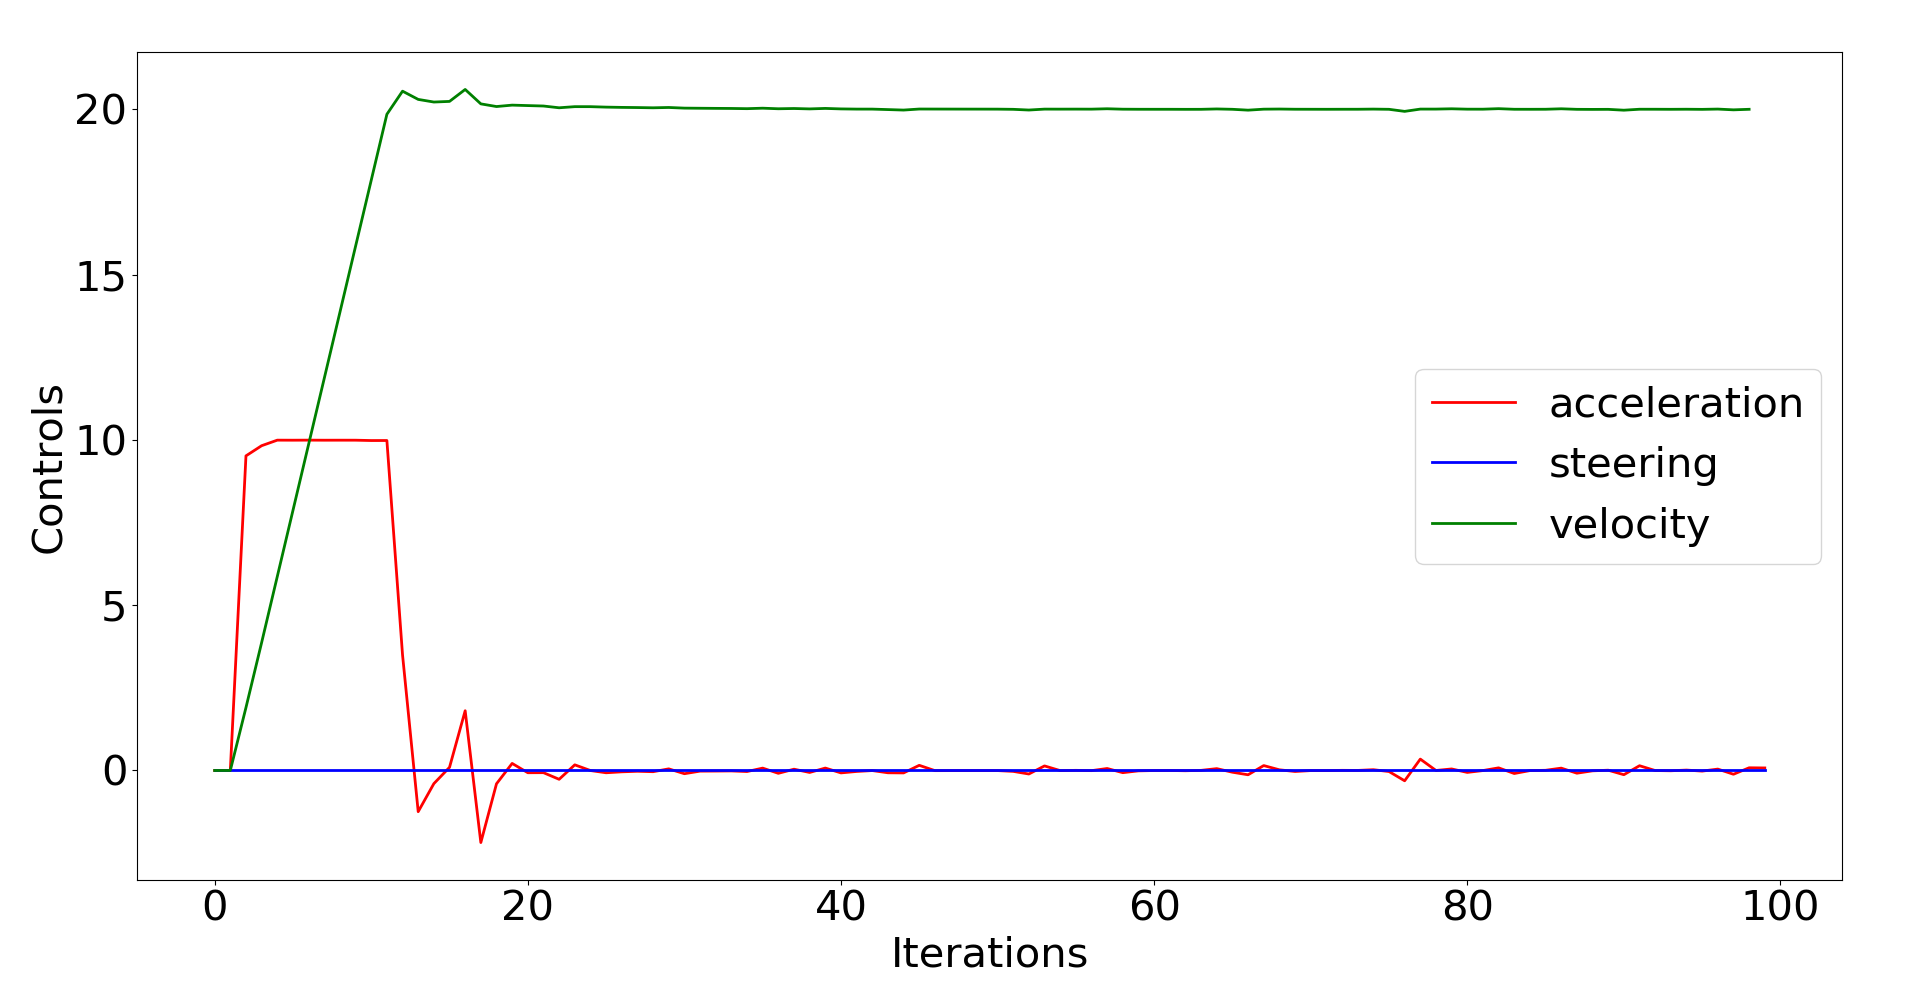 20
15
10
5
0
Controls
acceleration
steering
velocity
0 20 40 60 80 100
Iterations